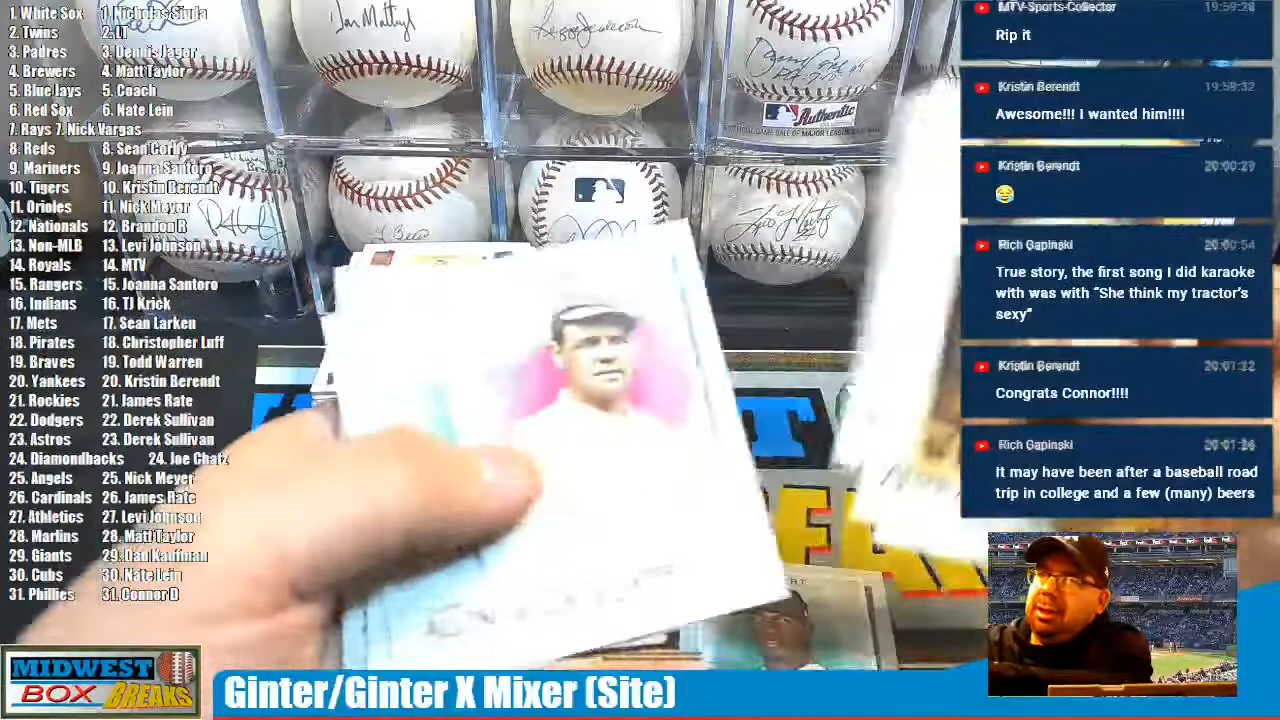 1. White Sox 1. Nicholas Siuda
2. Twins 2. LJ
3. Padres 3. Dennis Jager
4. Brewers 4. Matt Taylor
5. Blue Jays 5. Coach
6. Red Sox 6. Nate Lein
7. Rays 7. Nick Vargas
8. Reds 8. Sean Corby
9. Mariners 9. Joanna Santoro
10. Tigers 10. Kristin Berendt
11. Orioles 11. Nick Meyer
12. Nationals 12. Brandon R
13. Non-MLB 13. Levi Johnson
14. Royals 14. MTV
15. Rangers 15. Joanna Santoro
16. Indians 16. TJ Krick
17. Mets 17. Sean Larken
18. Pirates 18. Christopher Luff
19. Braves 19. Todd Warren
20. Yankees 20. Kristin Berendt
21. Rockies 21. James Rate
22. Dodgers 22. Derek Sullivan
23. Astros 23. Derek Sullivan
24. Diamondbacks 24. Joe Chatz
25. Angels 25. Nick Meyer
26. Cardinals 26. James Rate
27. Athletics 27. Levi Johnson
28. Marlins 28. Matt Taylor
29. Giants 29. Dan Kaufman
30. Cubs 30. Nate Lein
31. Phillies 31. Connor D
Authentic
MTV-Sports-Collector 19:59:28
Rip it
Kristin Berendt 19:59:32
Awesome!!! I wanted him!!!!
Kristin Berendt 20:00:29
😂
Rich Gapinski 20:00:54
True story, the first song I did karaoke
with was with “She think my tractor's
sexy”
Kristin Berendt 20:01:22
Congrats Connor!!!!
Rich Gapinski 20:01:26
It may have been after a baseball road
trip in college and a few (many) beers
MIDWEST
BOX BREAKS
Ginter/Ginter X Mixer (Site)